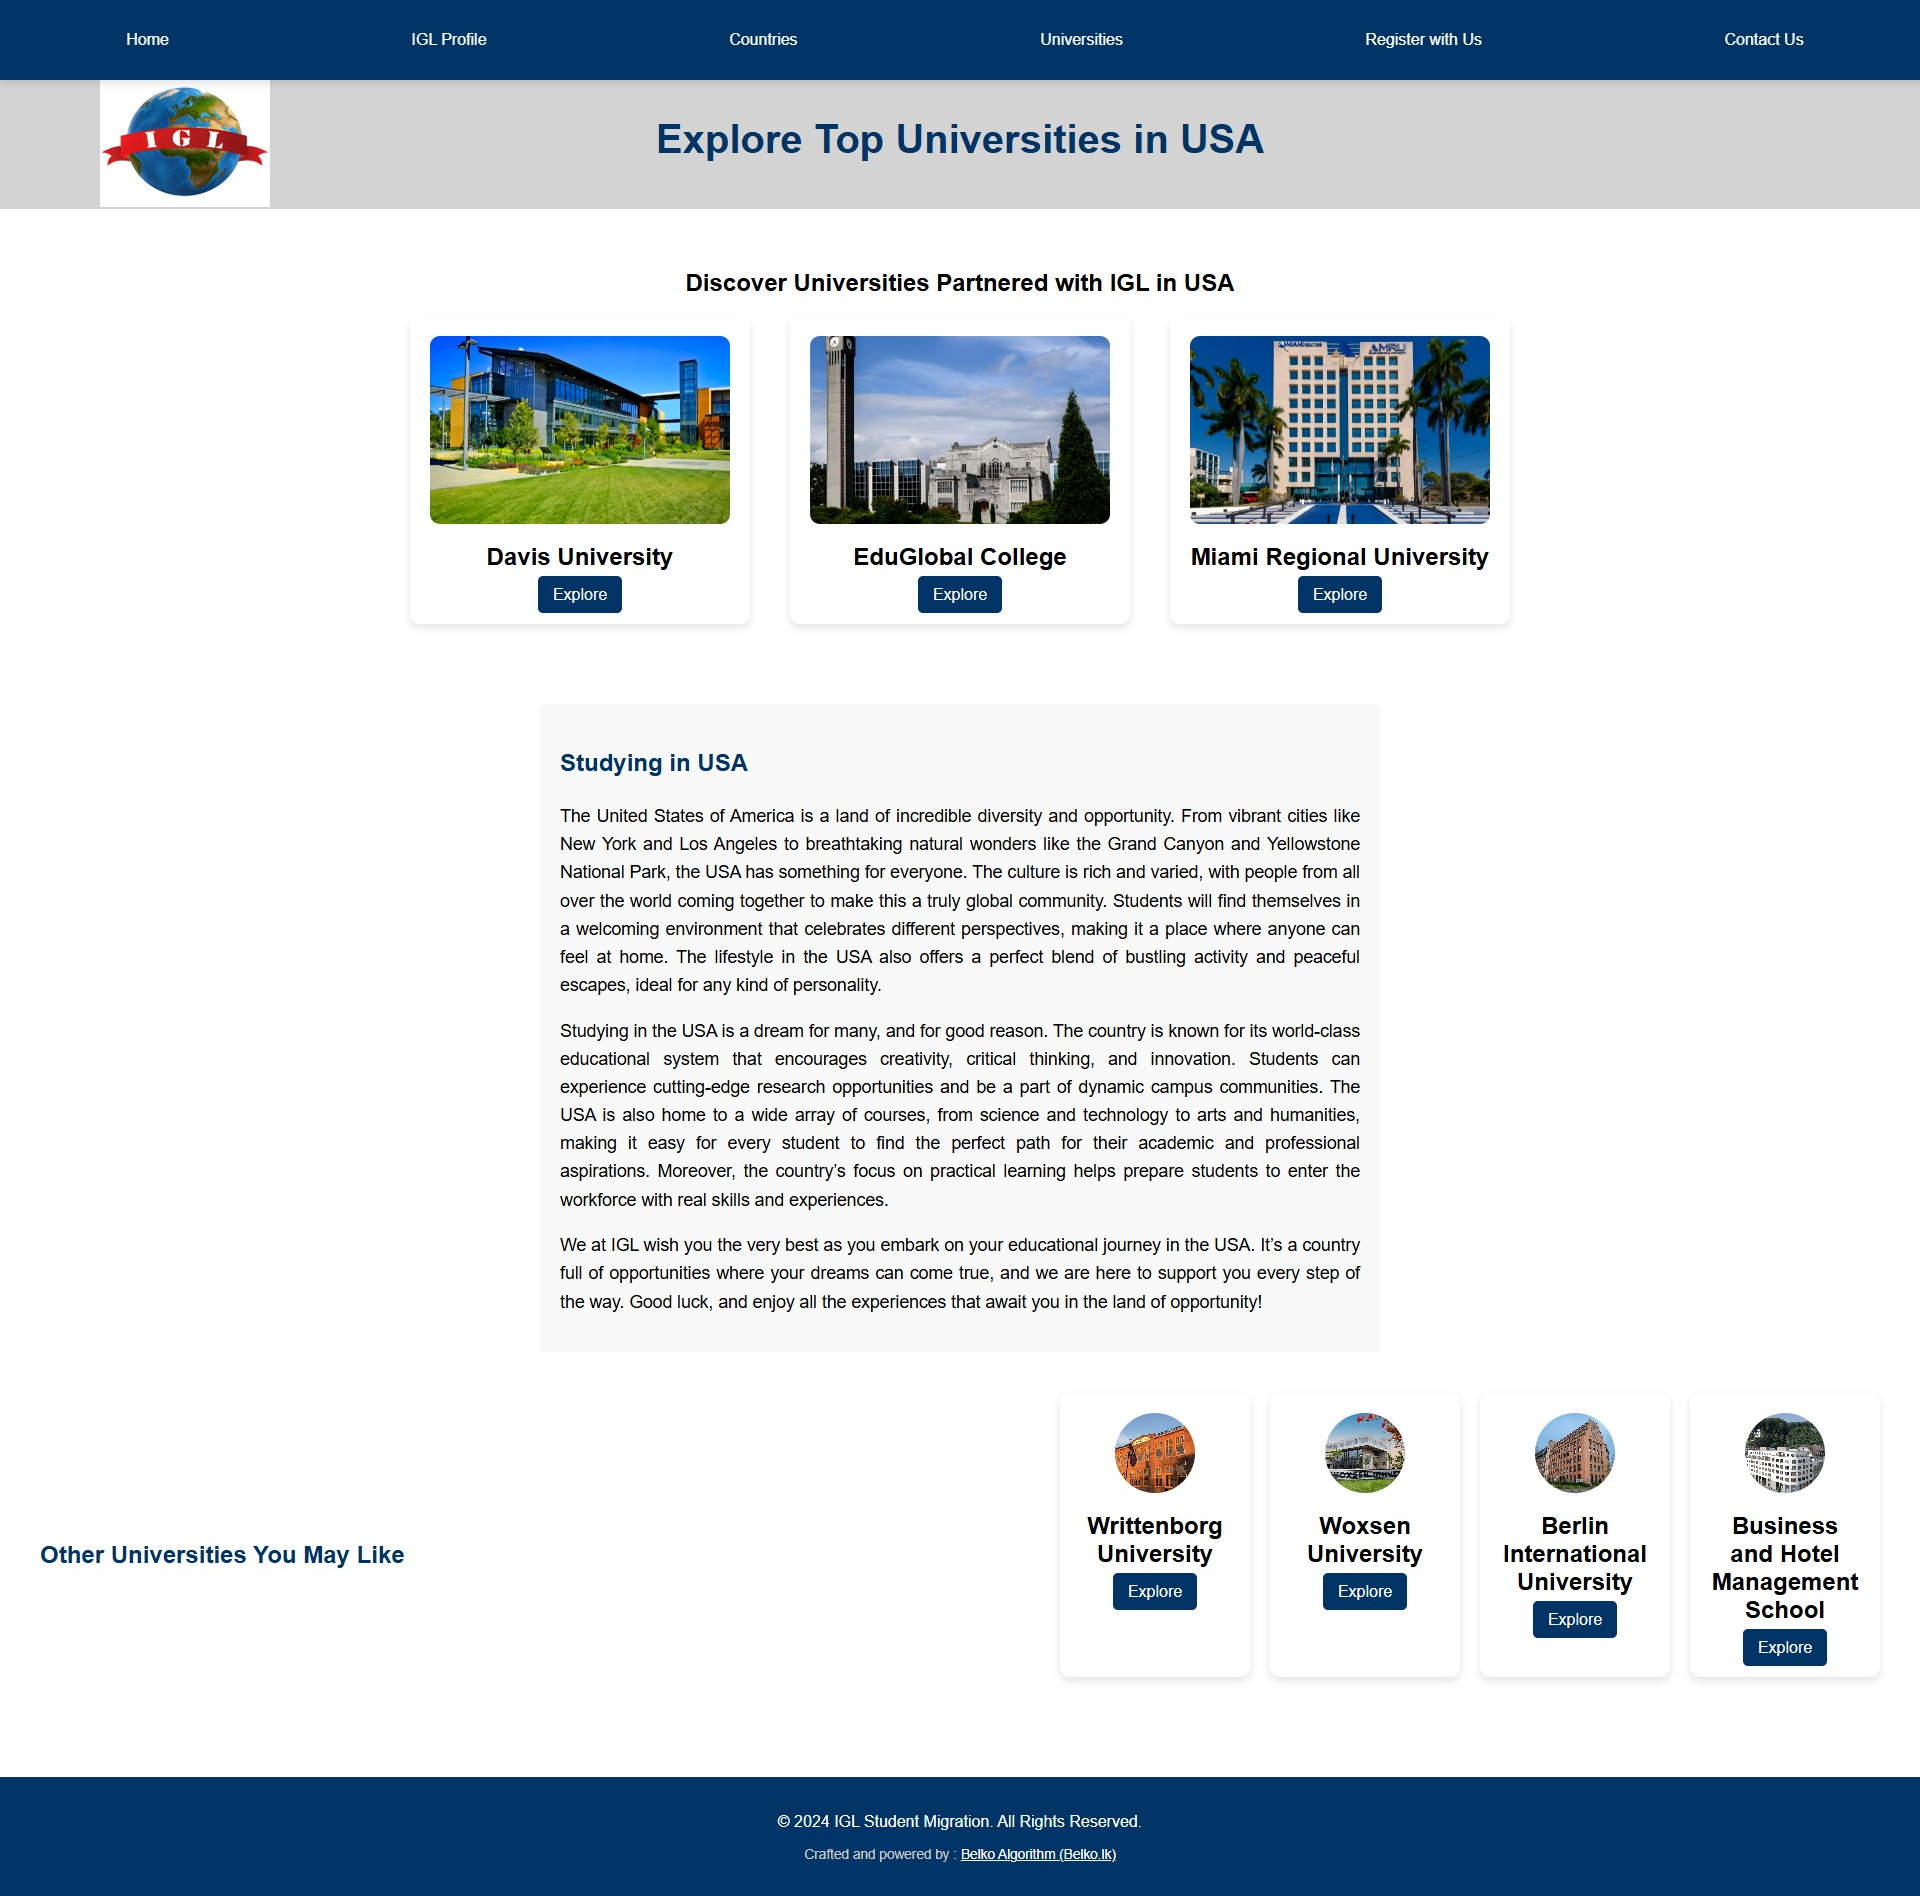 Home
IGL Profile
Countries
Universities
Register with Us
Contact Us
I G L
Explore Top Universities in USA
Discover Universities Partnered with IGL in USA
MIAMI REALTORS
MRU
Davis University
Explore
EduGlobal College
Explore
Miami Regional University
Explore
Studying in USA
The United States of America is a land of incredible diversity and opportunity. From vibrant cities like
New York and Los Angeles to breathtaking natural wonders like the Grand Canyon and Yellowstone
National Park, the USA has something for everyone. The culture is rich and varied, with people from all
over the world coming together to make this a truly global community. Students will find themselves in
a welcoming environment that celebrates different perspectives, making it a place where anyone can
feel at home. The lifestyle in the USA also offers a perfect blend of bustling activity and peaceful
escapes, ideal for any kind of personality.
Studying in the USA is a dream for many, and for good reason. The country is known for its world-class
educational system that encourages creativity, critical thinking, and innovation. Students can
experience cutting-edge research opportunities and be a part of dynamic campus communities. The
USA is also home to a wide array of courses, from science and technology to arts and humanities,
making it easy for every student to find the perfect path for their academic and professional
aspirations. Moreover, the country’s focus on practical learning helps prepare students to enter the
workforce with real skills and experiences.
We at IGL wish you the very best as you embark on your educational journey in the USA. It’s a country
full of opportunities where your dreams can come true, and we are here to support you every step of
the way. Good luck, and enjoy all the experiences that await you in the land of opportunity!
Other Universities You May Like
Writtenborg
University
Explore
Woxsen
University
Explore
Berlin
International
University
Explore
Business
and Hotel
Management
School
Explore
© 2024 IGL Student Migration. All Rights Reserved.
Crafted and powered by : Belko Algorithm (Belko.lk)